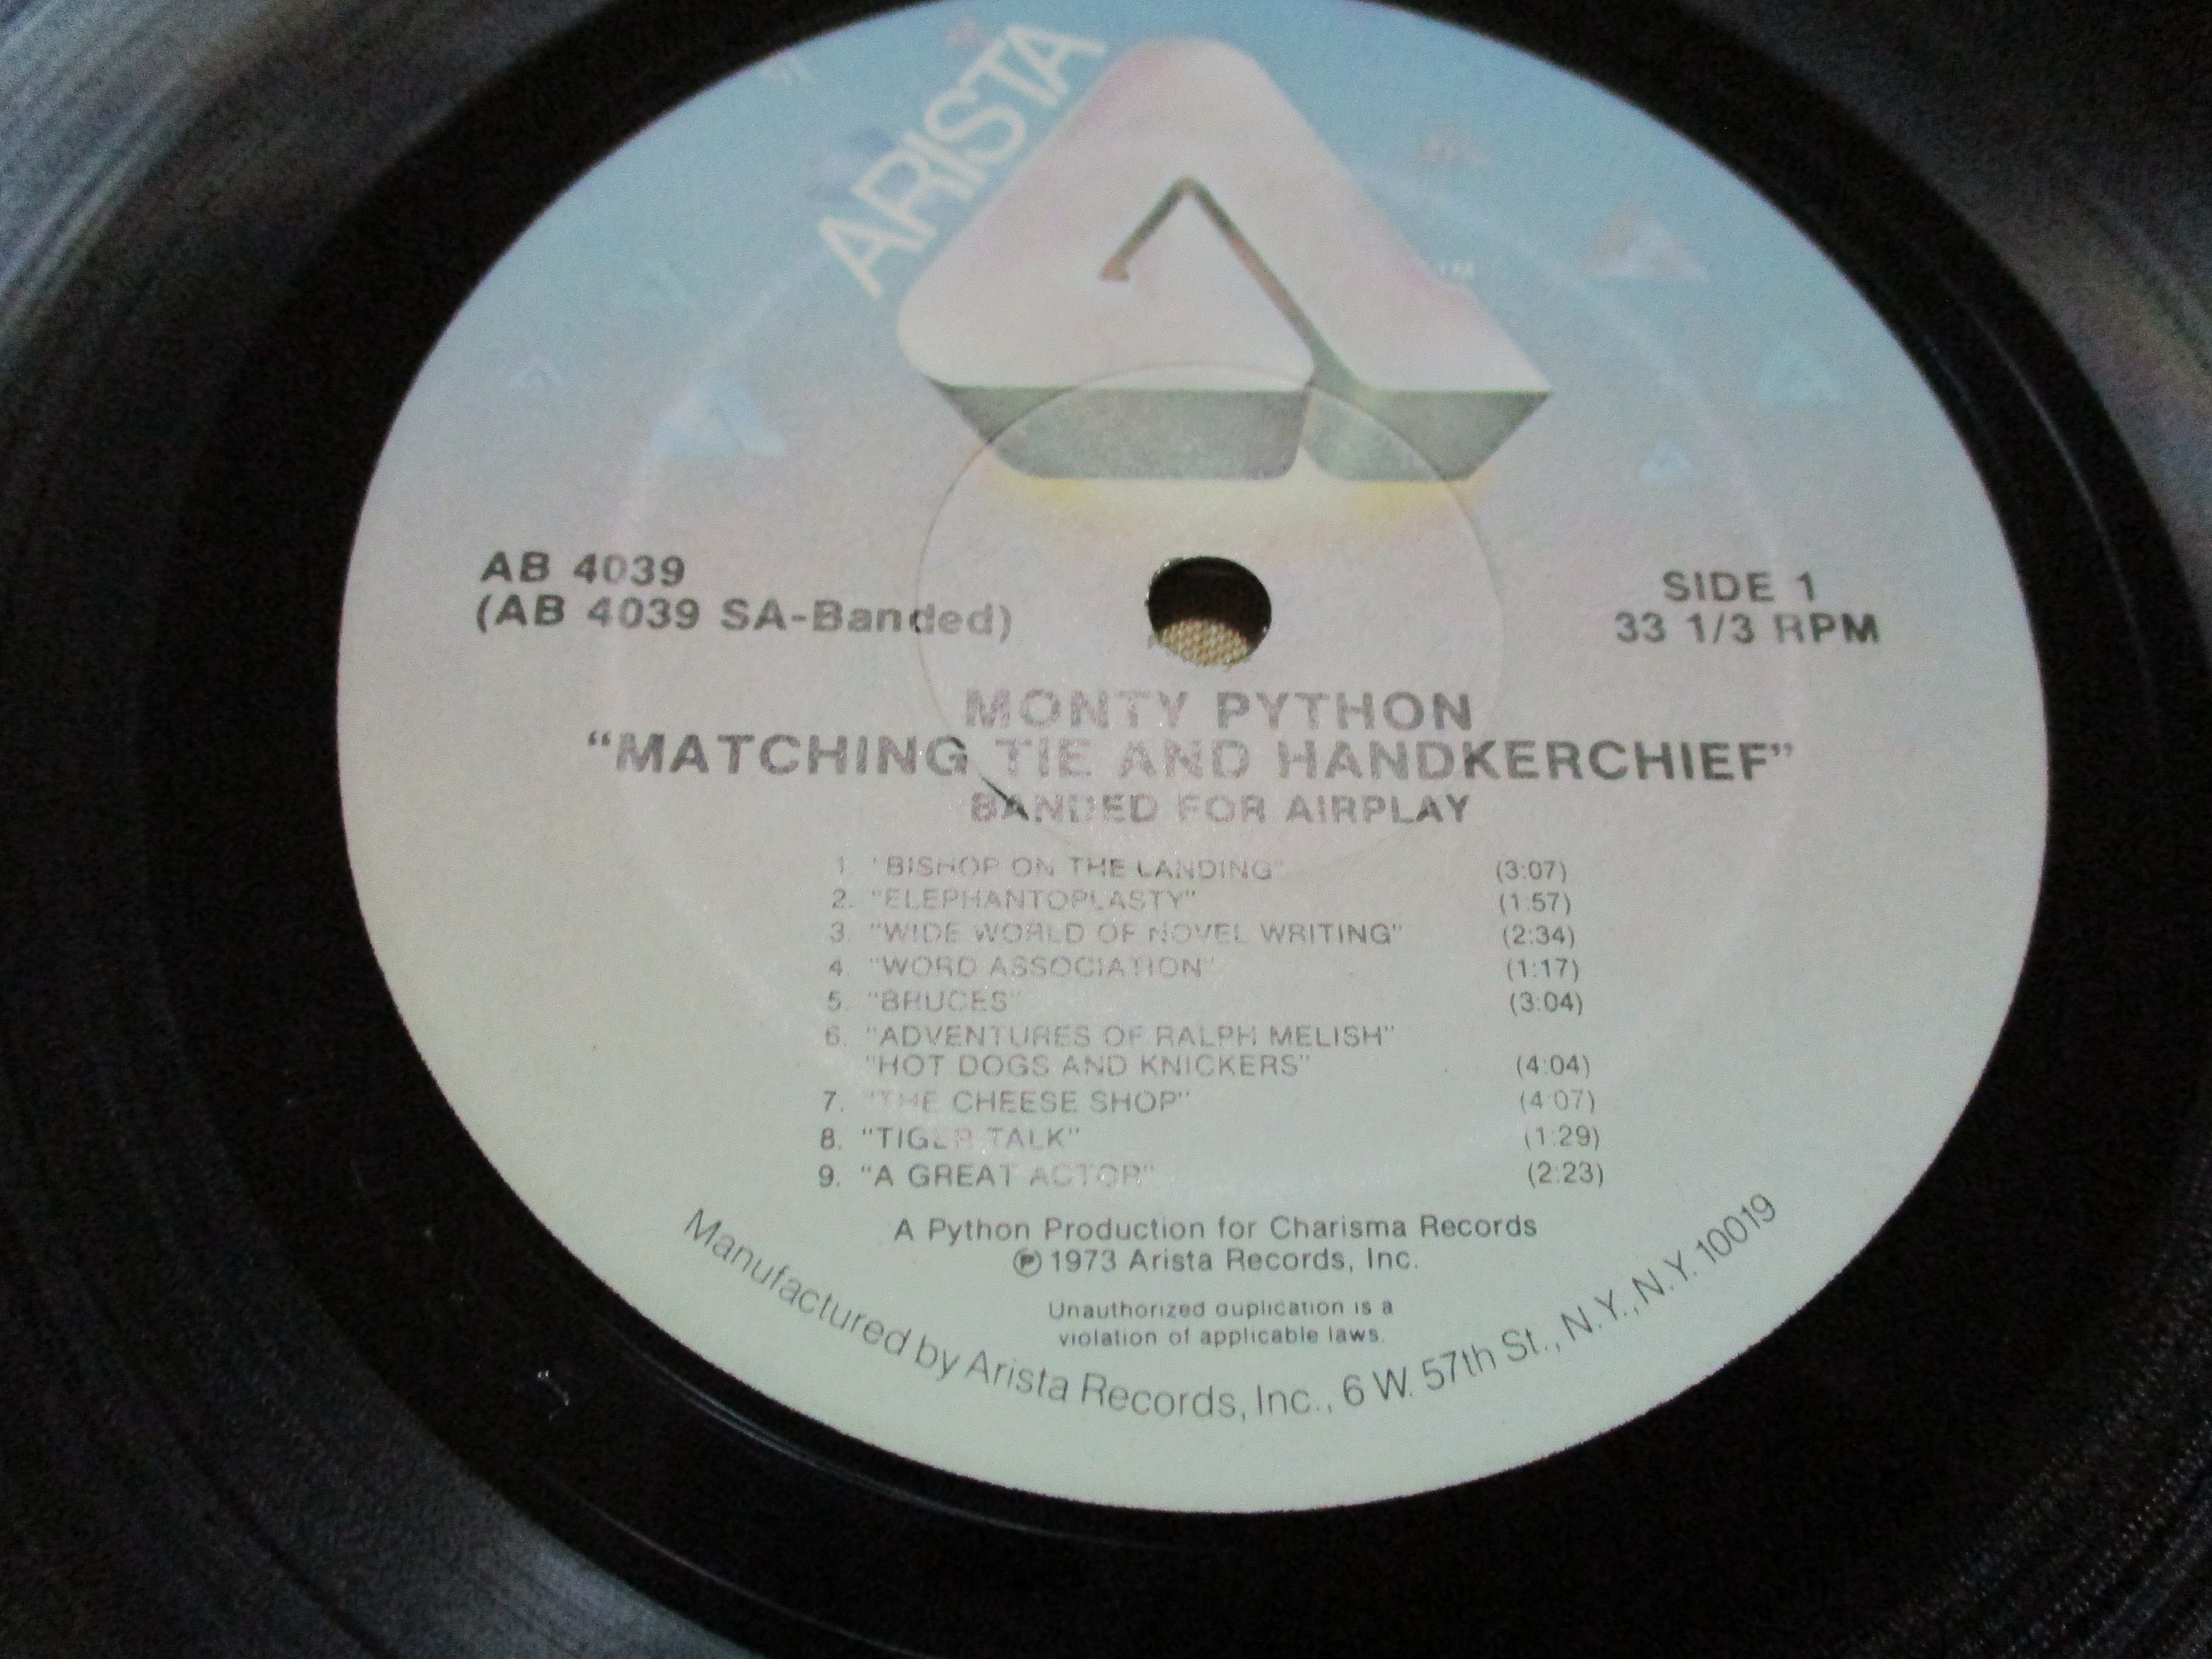 ARISTA
TM
AB 4039
(AB 4039 SA-Banded)
SIDE 1
33 1/3 RPM
MONTY PYTHON
“MATCHING TIE AND HANDKERCHIEF”
BANDED FOR AIRPLAY
1. "BISHOP ON THE LANDING" (3:07)
2. "ELEPHANTOPLASTY" (1:57)
3. "WIDE WORLD OF NOVEL WRITING" (2:34)
4. "WORD ASSOCIATION" (1:17)
5. "BRUCES" (3:04)
6. "ADVENTURES OF RALPH MELISH"
"HOT DOGS AND KNICKERS" (4:04)
7. "THE CHEESE SHOP" (4:07)
8. "TIGER TALK" (1:29)
9. "A GREAT ACTOR" (2:23)
A Python Production for Charisma Records
Ⓟ 1973 Arista Records, Inc.
Unauthorized duplication is a
violation of applicable laws.
Manufactured by Arista Records, Inc., 6 W. 57th St., N.Y., N.Y. 10019